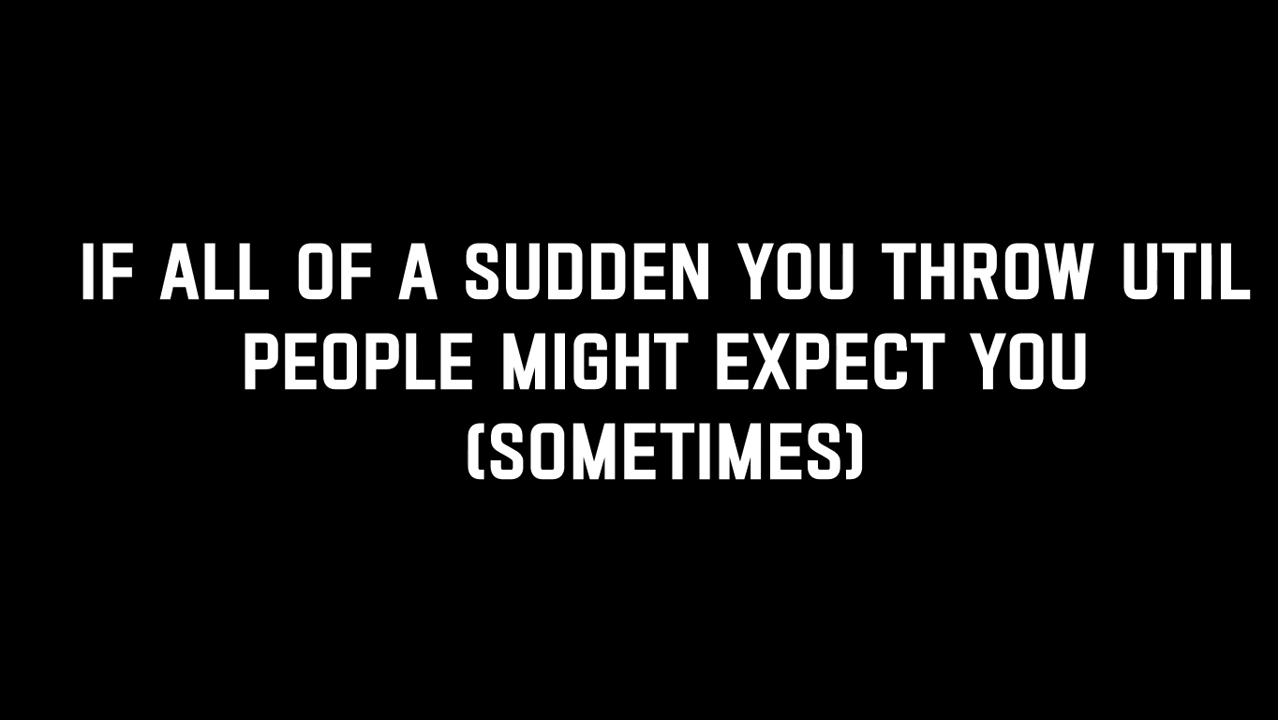 IF ALL OF A SUDDEN YOU THROW UTIL
PEOPLE MIGHT EXPECT YOU
(SOMETIMES)